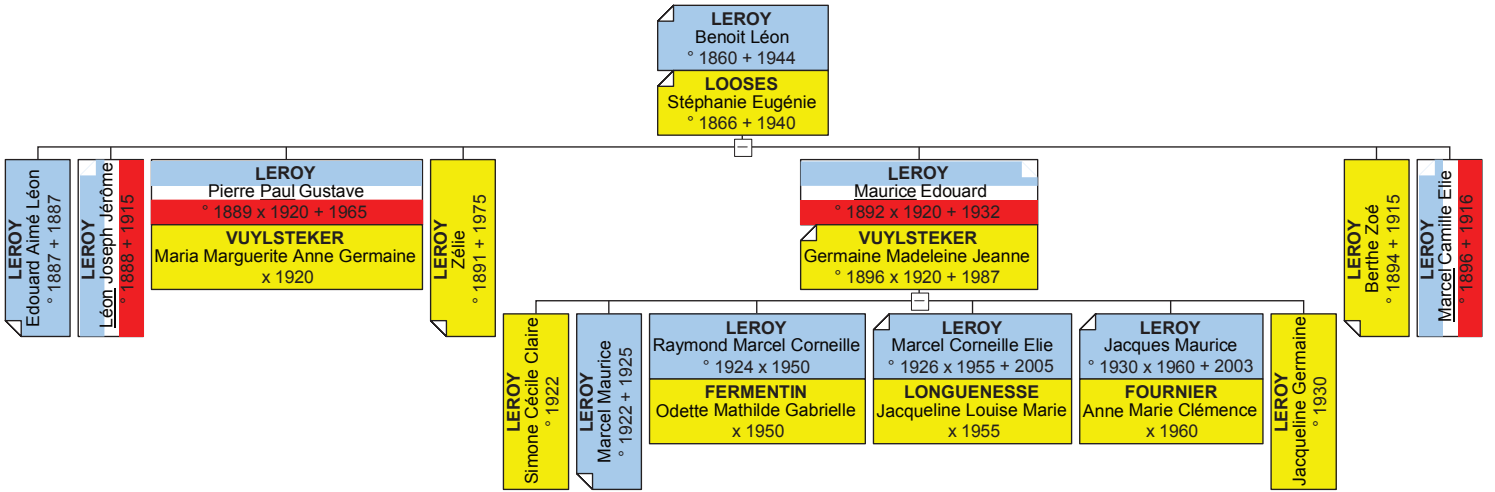 LEROY
Benoit Léon
° 1860 + 1944
LOOSES
Stéphanie Eugénie
° 1866 + 1940
LEROY
Edouard Aimé Léon
° 1887 + 1887
LEROY
Léon Joseph Jérôme
° 1888 + 1915
LEROY
Pierre Paul Gustave
° 1889 x 1920 + 1965
VUYLSTEKER
Maria Marguerite Anne Germaine
x 1920
LEROY
Zélie
° 1891 + 1975
LEROY
Maurice Edouard
° 1892 x 1920 + 1932
VUYLSTEKER
Germaine Madeleine Jeanne
° 1896 x 1920 + 1987
LEROY
Berthe Zoé
° 1894 + 1915
LEROY
Marcel Camille Elie
° 1896 + 1916
LEROY
Simone Cécile Claire
° 1922
LEROY
Marcel Maurice
° 1922 + 1925
LEROY
Raymond Marcel Corneille
° 1924 x 1950
FERMENTIN
Odette Mathilde Gabrielle
x 1950
LEROY
Marcel Corneille Elie
° 1926 x 1955 + 2005
LONGUENESSE
Jacqueline Louise Marie
x 1955
LEROY
Jacques Maurice
° 1930 x 1960 + 2003
FOURNIER
Anne Marie Clémence
x 1960
LEROY
Jacqueline Germaine
° 1930